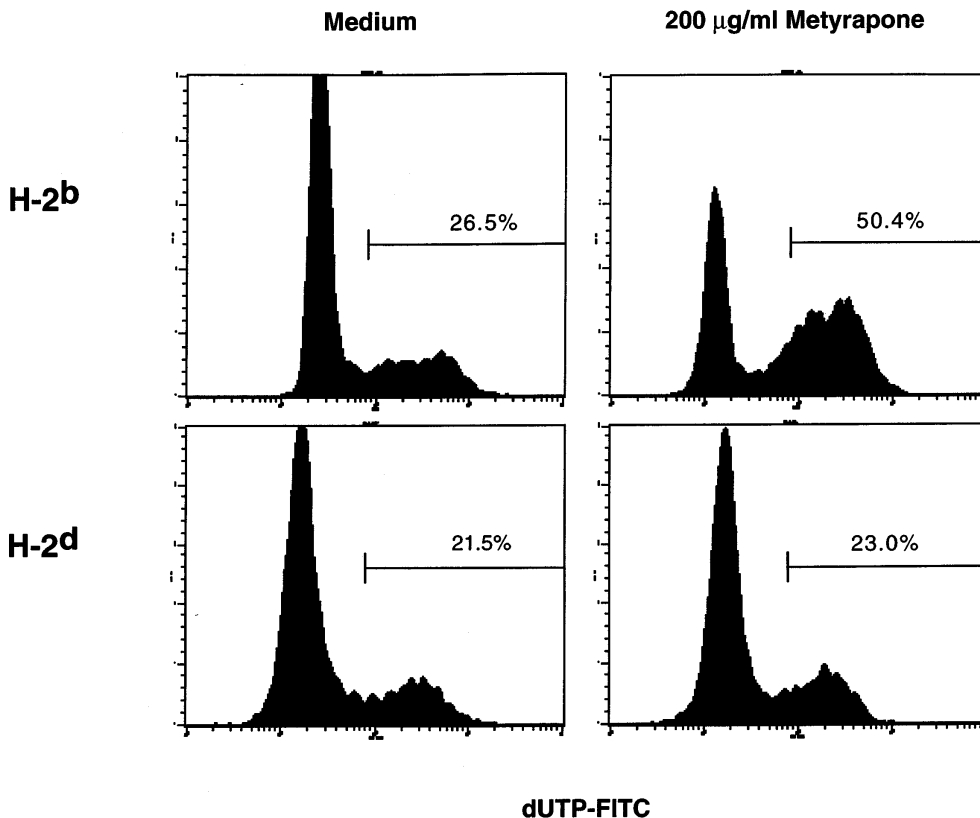 Medium
200 μg/ml Metyrapone
H-2b
26.5%
50.4%
H-2d
21.5%
23.0%
dUTP-FITC